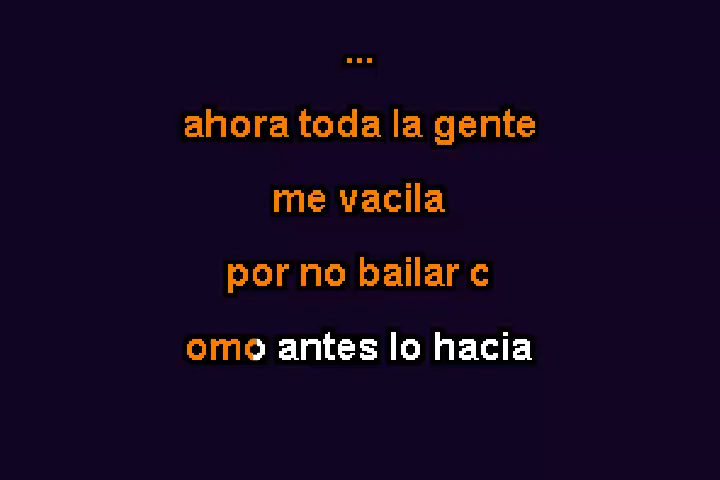 ...
ahora toda la gente
me vacila
por no bailar c
omo antes lo hacia